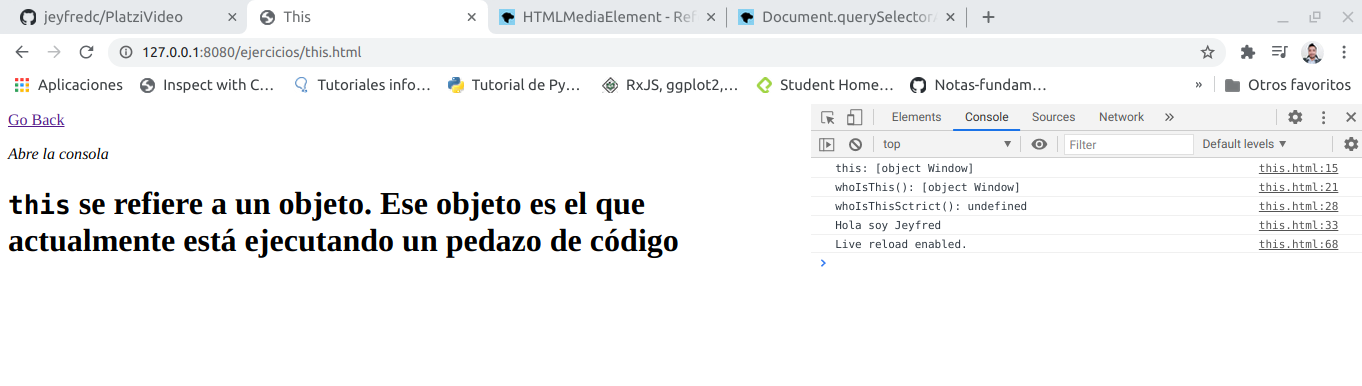 jeyfredc/PlatziVideo
This
HTMLMediaElement - Ref
Document.querySelectorA
127.0.0.1:8080/ejercicios/this.html
Aplicaciones
Inspect with C…
Tutoriales info…
Tutorial de Py…
RxJS, ggplot2,…
Student Home…
Notas-fundam…
»
Otros favoritos
Go Back
Abre la consola
this se refiere a un objeto. Ese objeto es el que
actualmente está ejecutando un pedazo de código
Elements Console Sources Network »
top Filter Default levels
this: [object Window] this.html:15
whoIsThis(): [object Window] this.html:21
whoIsThisSctrict(): undefined this.html:28
Hola soy Jeyfred this.html:33
Live reload enabled. this.html:68